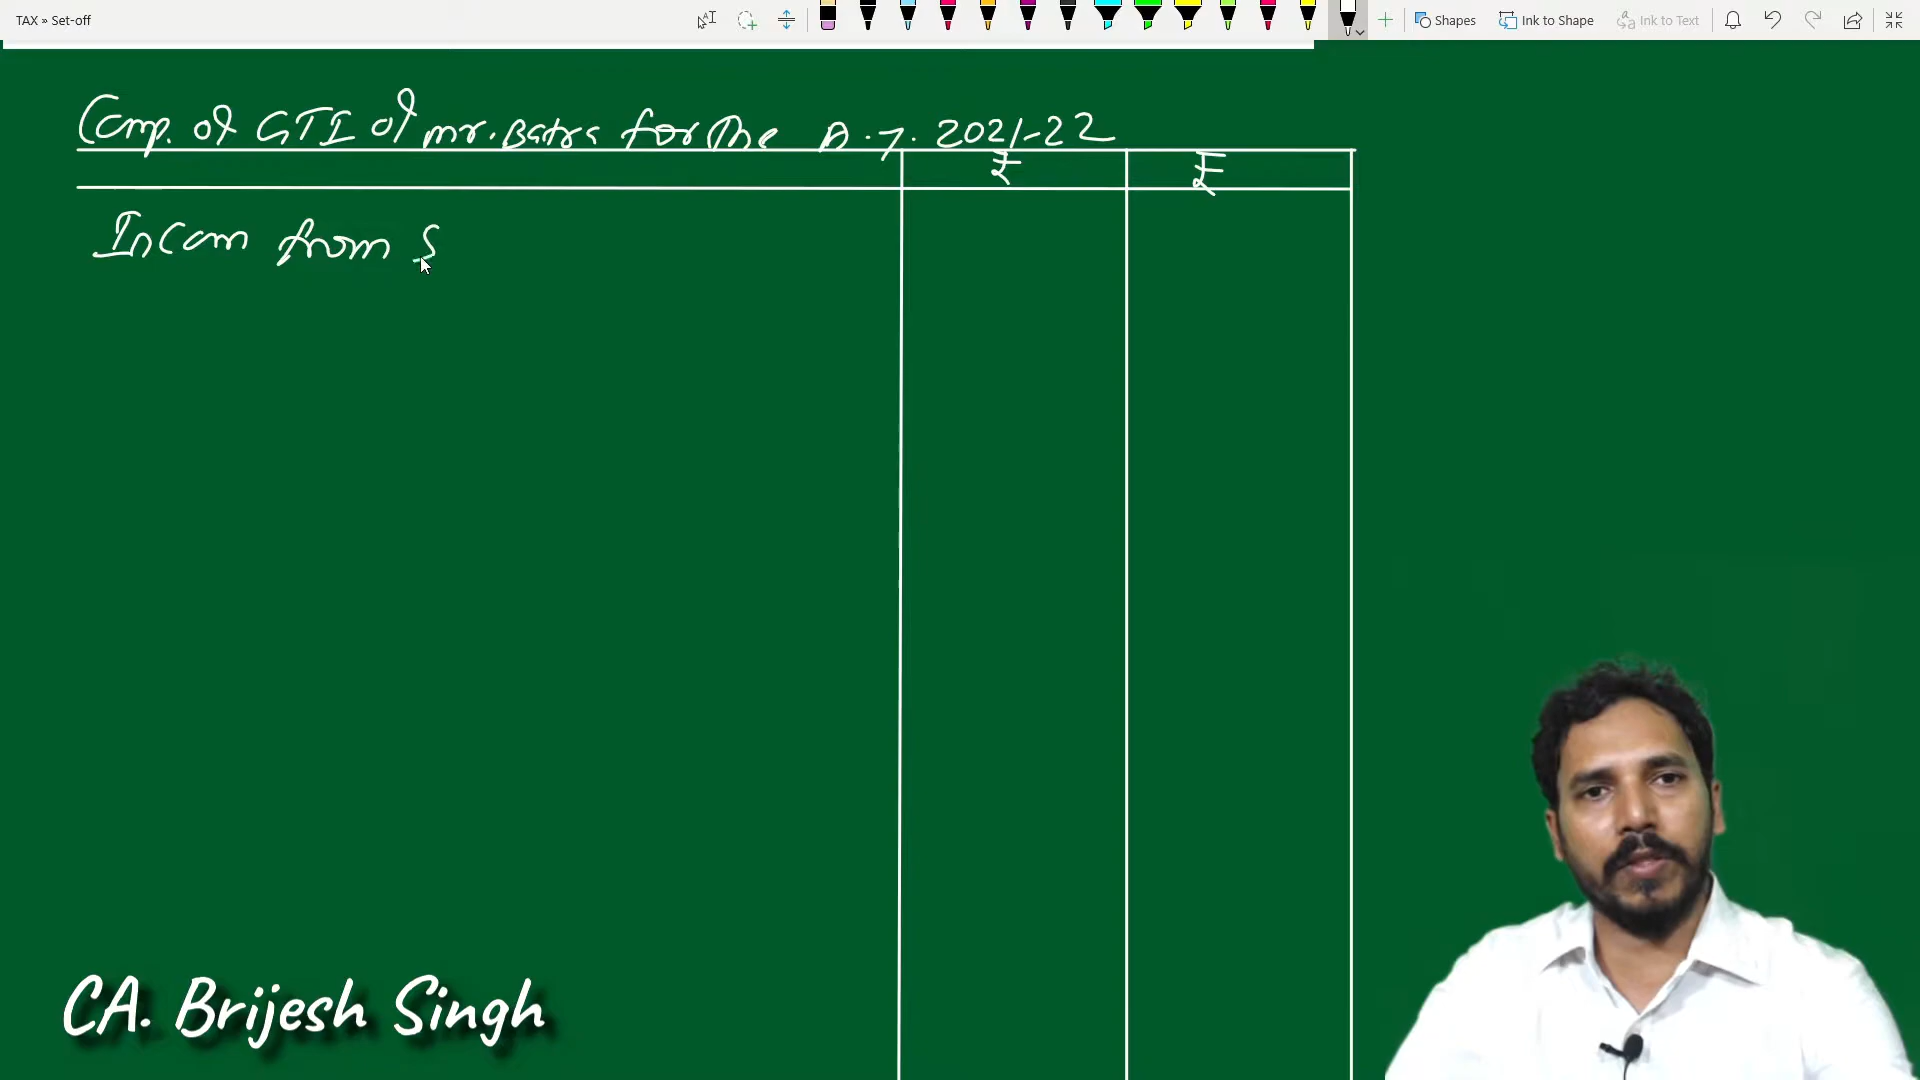 TAX » Set-off
Shapes
Ink to Shape
Ink to Text
Comp. of GTI of mr. Batra for the A.Y. 2021-22
₹ ₹
Incom from S
CA. Brijesh Singh